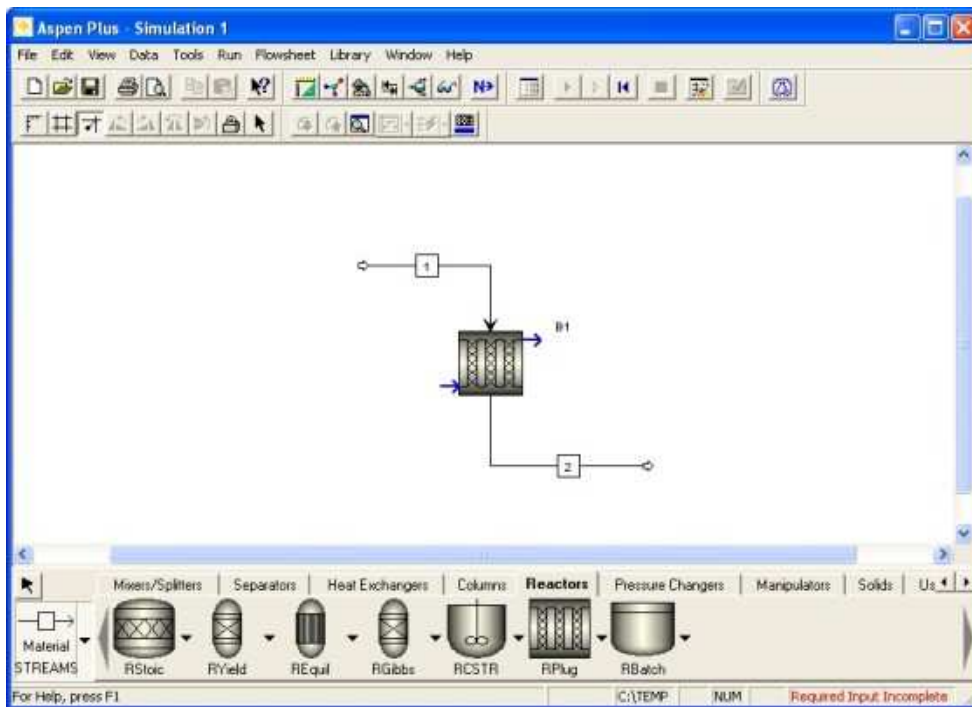 Aspen Plus - Simulation 1
File Edit View Data Tools Run Flowsheet Library Window Help
N>
1
B1
2
Mixers/Splitters Separators Heat Exchangers Columns Reactors Pressure Changers Manipulators Solids Us
Material
STREAMS RStoic RYield REquil RGibbs RCSTR RPlug RBatch
For Help, press F1 C:\TEMP NUM Required Input Incomplete